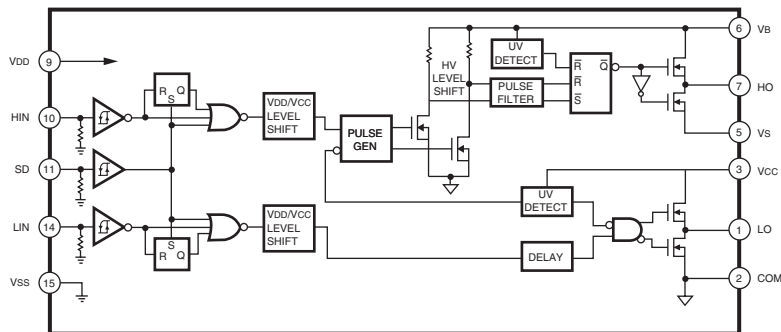 VDD 9
HIN 10
SD 11
LIN 14
VSS 15
R Q
S
S
R Q
VDD/VCC
LEVEL
SHIFT
VDD/VCC
LEVEL
SHIFT
PULSE
GEN
HV
LEVEL
SHIFT
UV
DETECT
PULSE
FILTER
R̅ Q̅
R̅
S̅
UV
DETECT
DELAY
6 VB
7 HO
5 VS
3 VCC
1 LO
2 COM